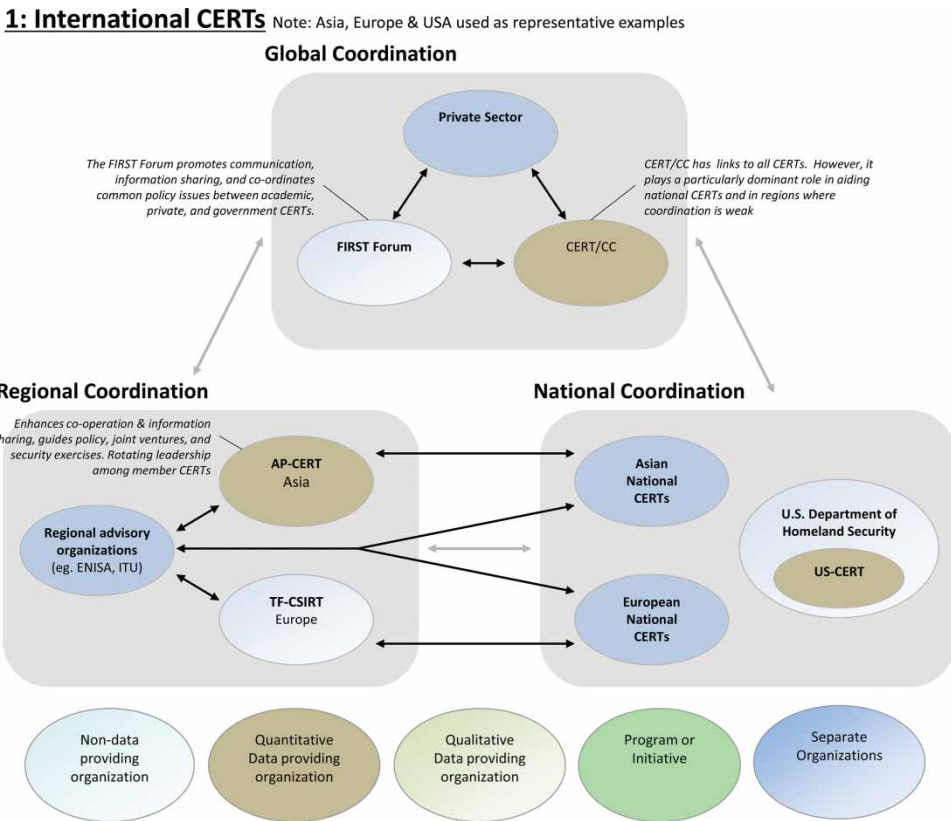 1: International CERTs Note: Asia, Europe & USA used as representative examples
Global Coordination
Private Sector
The FIRST Forum promotes communication,
information sharing, and co-ordinates
common policy issues between academic,
private, and government CERTs.
CERT/CC has links to all CERTs. However, it
plays a particularly dominant role in aiding
national CERTs and in regions where
coordination is weak
FIRST Forum
CERT/CC
Regional Coordination
Enhances co-operation & information
haring, guides policy, joint ventures, and
security exercises. Rotating leadership
among member CERTs
AP-CERT
Asia
Regional advisory
organizations
(eg. ENISA, ITU)
TF-CSIRT
Europe
National Coordination
Asian
National
CERTs
U.S. Department of
Homeland Security
US-CERT
European
National
CERTs
Non-data
providing
organization
Quantitative
Data providing
organization
Qualitative
Data providing
organization
Program or
Initiative
Separate
Organizations